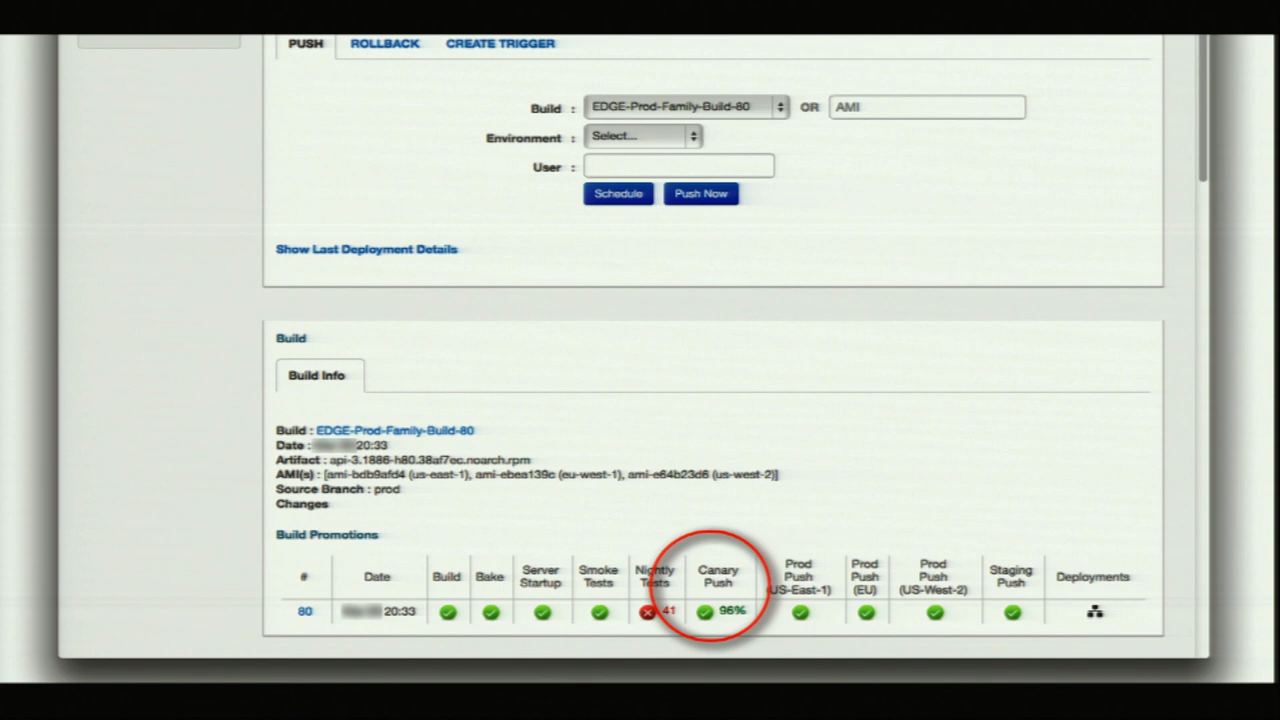 PUSH ROLLBACK CREATE TRIGGER
Build : EDGE-Prod-Family-Build-80 OR AMI
Environment : Select...
User :
Schedule Push Now
Show Last Deployment Details
Build
Build Info
Build : EDGE-Prod-Family-Build-80
Date : 20:33
Artifact : api-3.1886-h80.38af7ec.noarch.rpm
AMI(s) : [ami-bdb9afd4 (us-east-1), ami-ebea139c (eu-west-1), ami-e64b23d6 (us-west-2)]
Source Branch : prod
Changes
Build Promotions
# Date Build Bake Server Startup Smoke Tests Nightly Tests Canary Push Prod Push (US-East-1) Prod Push (EU) Prod Push (US-West-2) Staging Push Deployments
80 20:33 41 96%